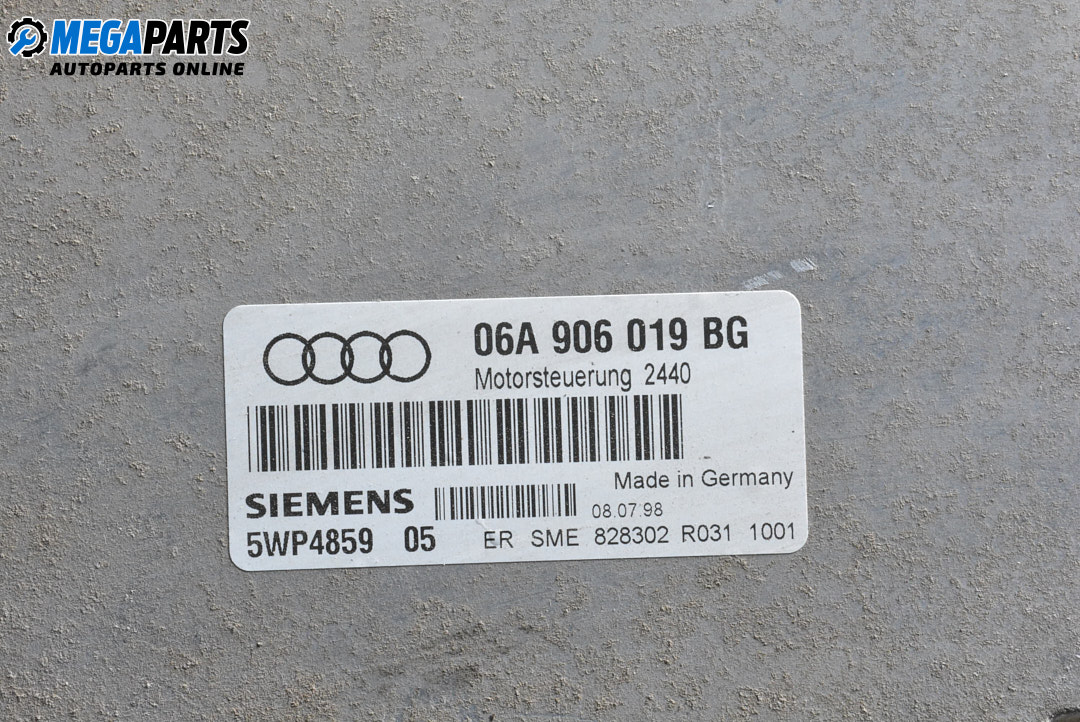 MEGAPARTS
AUTOPARTS ONLINE
06A 906 019 BG
Motorsteuerung 2440
Made in Germany
SIEMENS
08.07.98
5WP4859 05 ER SME 828302 R031 1001